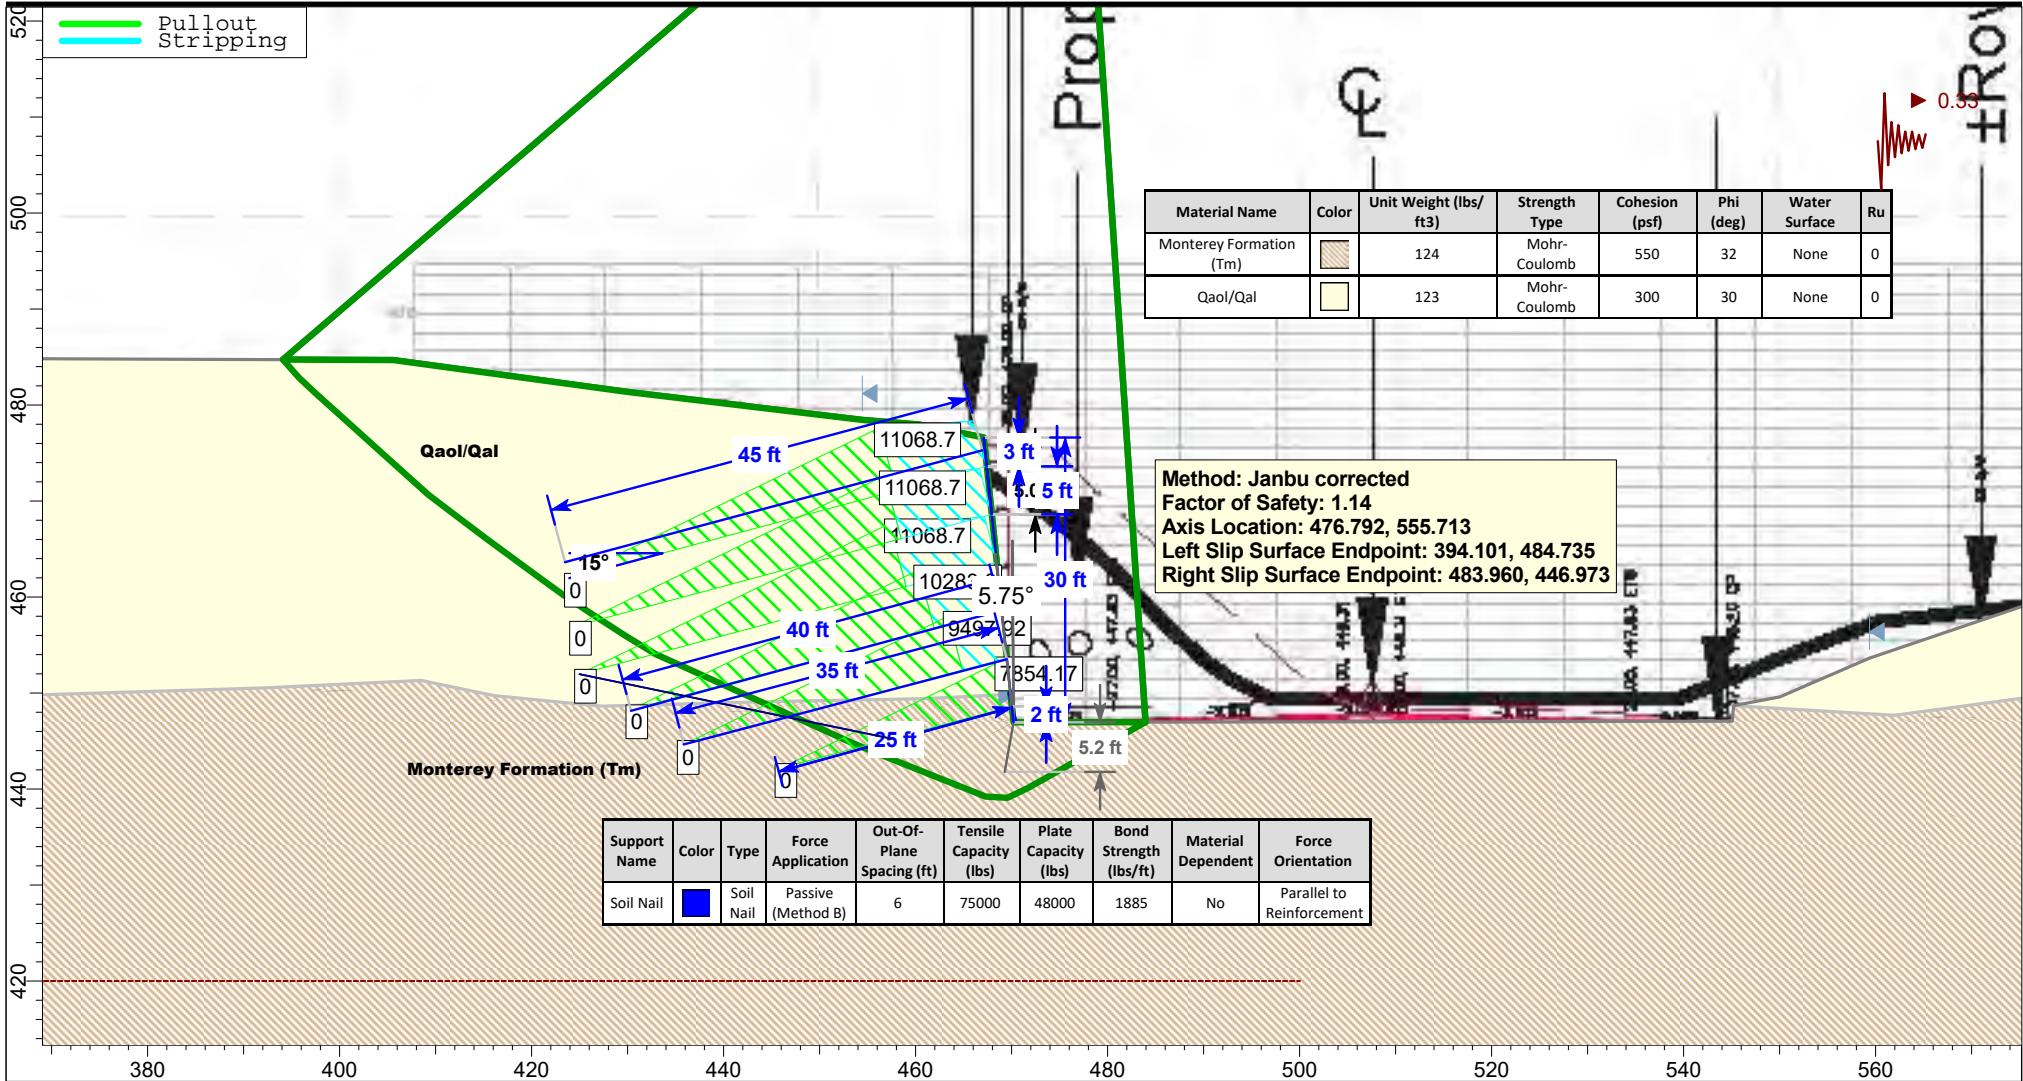 Pullout
Stripping
520
500
480
460
440
420
380
400
420
440
460
480
500
520
540
560
Prop
℄
±Row
0.33
Material Name Color Unit Weight (lbs/ft3) Strength Type Cohesion (psf) Phi (deg) Water Surface Ru
Monterey Formation (Tm) 124 Mohr-Coulomb 550 32 None 0
Qaol/Qal 123 Mohr-Coulomb 300 30 None 0
Qaol/Qal
Monterey Formation (Tm)
45 ft
11068.7
3 ft
11068.7
5 ft
11068.7
15°
0
5.75°
30 ft
0
40 ft
9497.92
35 ft
7854.17
0
2 ft
0
25 ft
5.2 ft
0
0
Method: Janbu corrected
Factor of Safety: 1.14
Axis Location: 476.792, 555.713
Left Slip Surface Endpoint: 394.101, 484.735
Right Slip Surface Endpoint: 483.960, 446.973
Support Name Color Type Force Application Out-Of-Plane Spacing (ft) Tensile Capacity (lbs) Plate Capacity (lbs) Bond Strength (lbs/ft) Material Dependent Force Orientation
Soil Nail Soil Nail Passive (Method B) 6 75000 48000 1885 No Parallel to Reinforcement